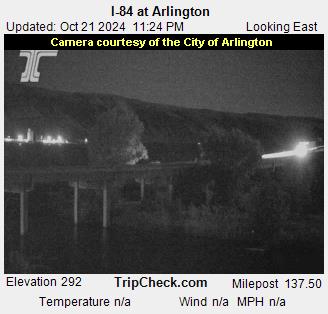 I-84 at Arlington
Updated: Oct 21 2024 11:24 PM Looking East
Camera courtesy of the City of Arlington
Elevation 292 TripCheck.com Milepost 137.50
Temperature n/a Wind n/a MPH n/a